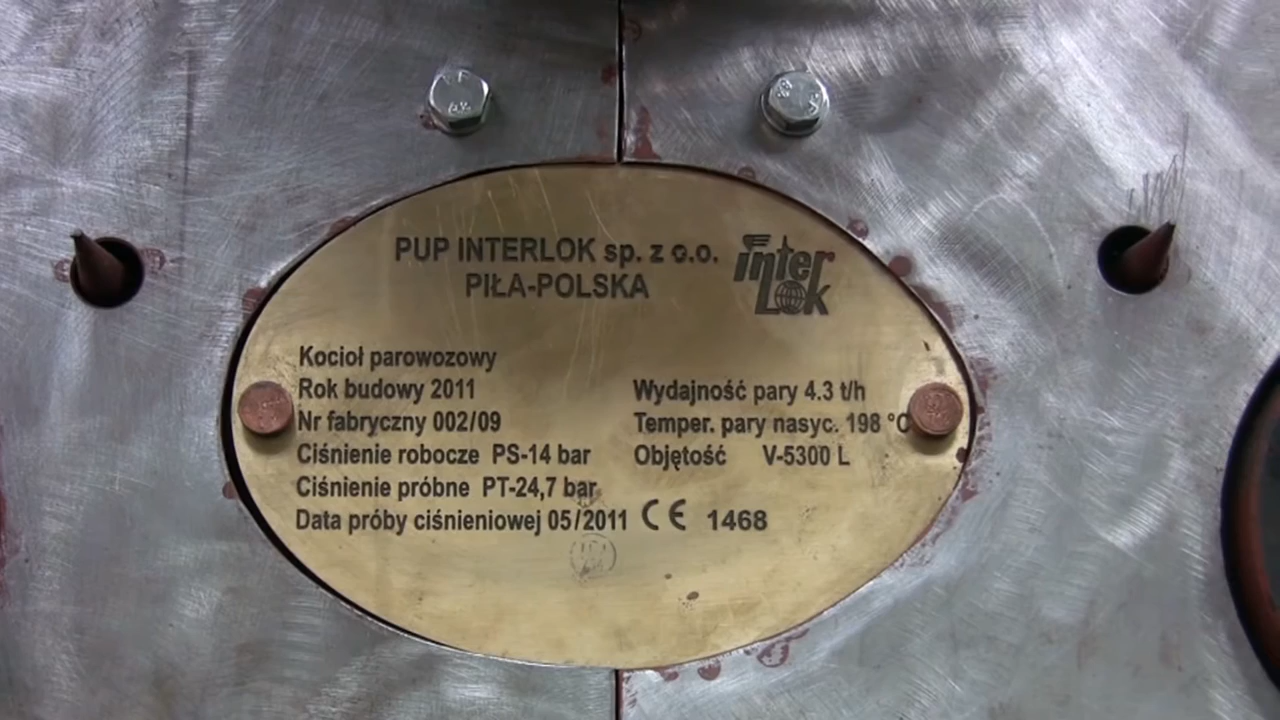 PUP INTERLOK sp. z o.o.
PIŁA-POLSKA
inter
LOK
Kocioł parowozowy
Rok budowy 2011
Nr fabryczny 002/09
Ciśnienie robocze PS-14 bar
Ciśnienie próbne PT-24,7 bar
Data próby ciśnieniowej 05/2011 CE 1468
Wydajność pary 4.3 t/h
Temper. pary nasyc. 198 °C
Objętość V-5300 L